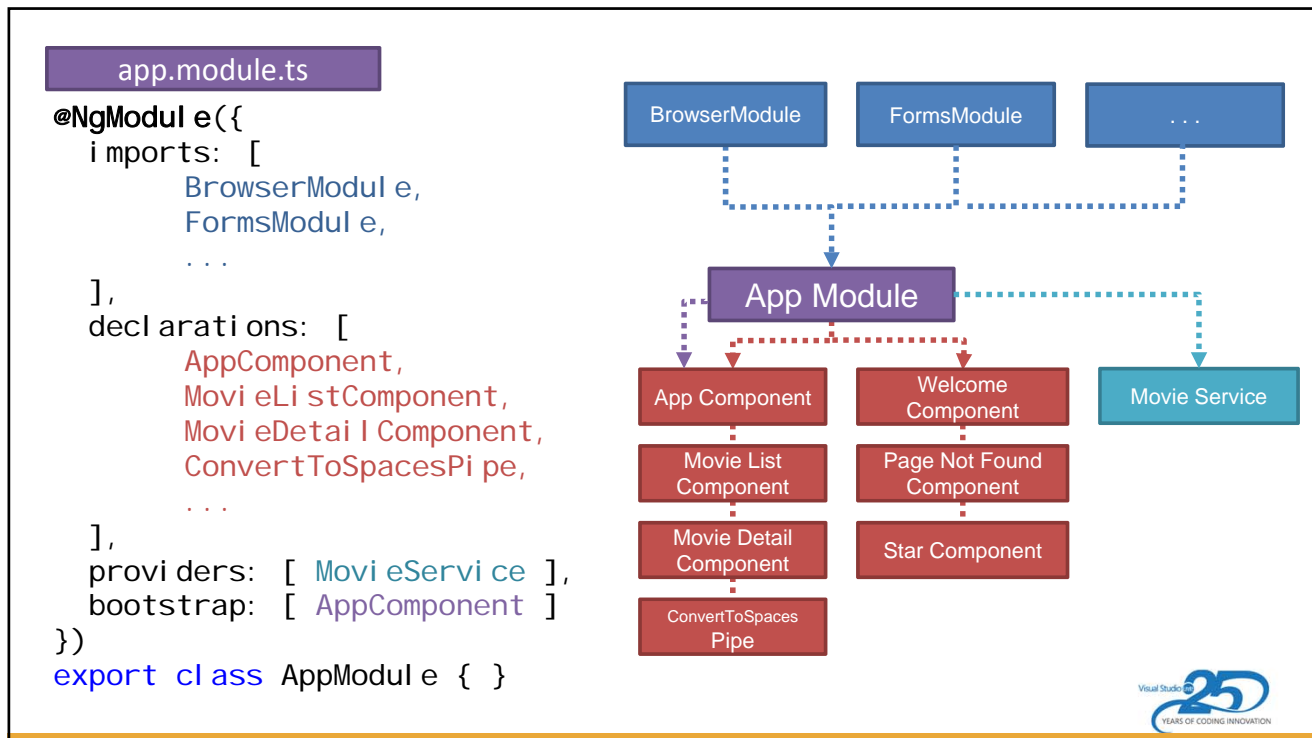 app.module.ts
@NgModule({
imports: [
BrowserModule,
FormsModule,
...
],
declarations: [
AppComponent,
MovieListComponent,
MovieDetailComponent,
ConvertToSpacesPipe,
...
],
providers: [ MovieService ],
bootstrap: [ AppComponent ]
})
export class AppModule { }
BrowserModule
FormsModule
. . .
App Module
App Component
Welcome
Component
Movie Service
Movie List
Component
Page Not Found
Component
Movie Detail
Component
Star Component
ConvertToSpaces
Pipe
Visual Studio LIVE!
25
YEARS OF CODING INNOVATION